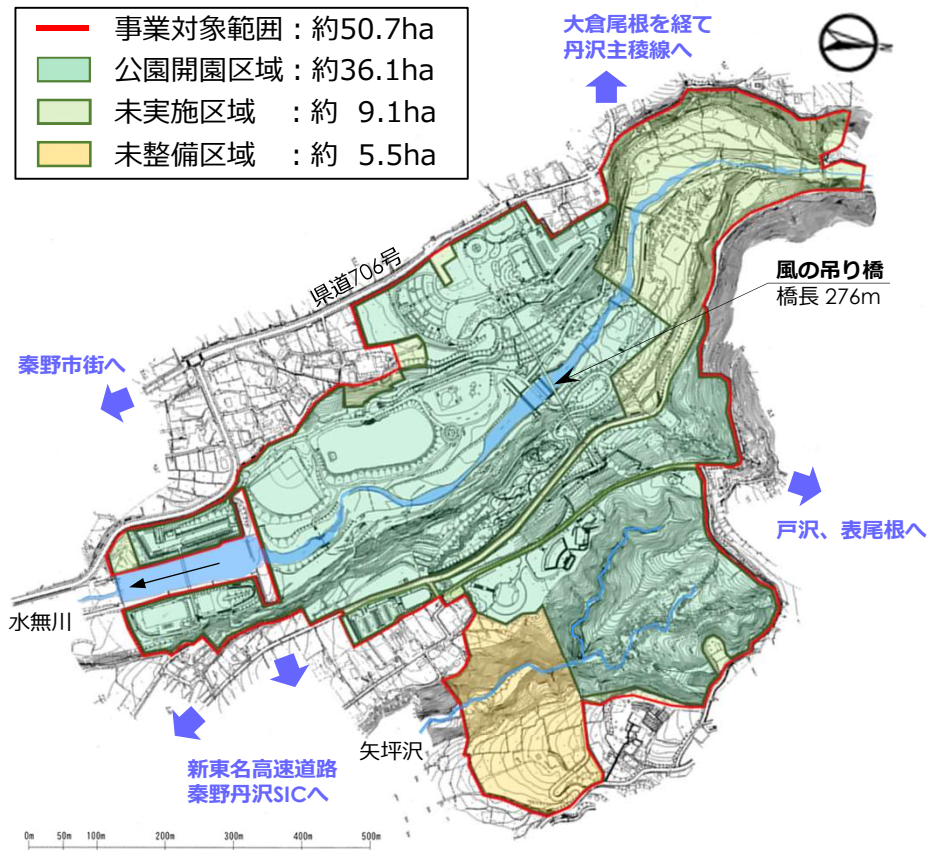 事業対象範囲：約50.7ha
公園開園区域：約36.1ha
未実施区域　：約 9.1ha
未整備区域　：約 5.5ha
大倉尾根を経て
丹沢主稜線へ
N
県道706号
風の吊り橋
橋長 276m
秦野市街へ
戸沢、表尾根へ
水無川
矢坪沢
新東名高速道路
秦野丹沢SICへ
0m 50m 100m 200m 300m 400m 500m